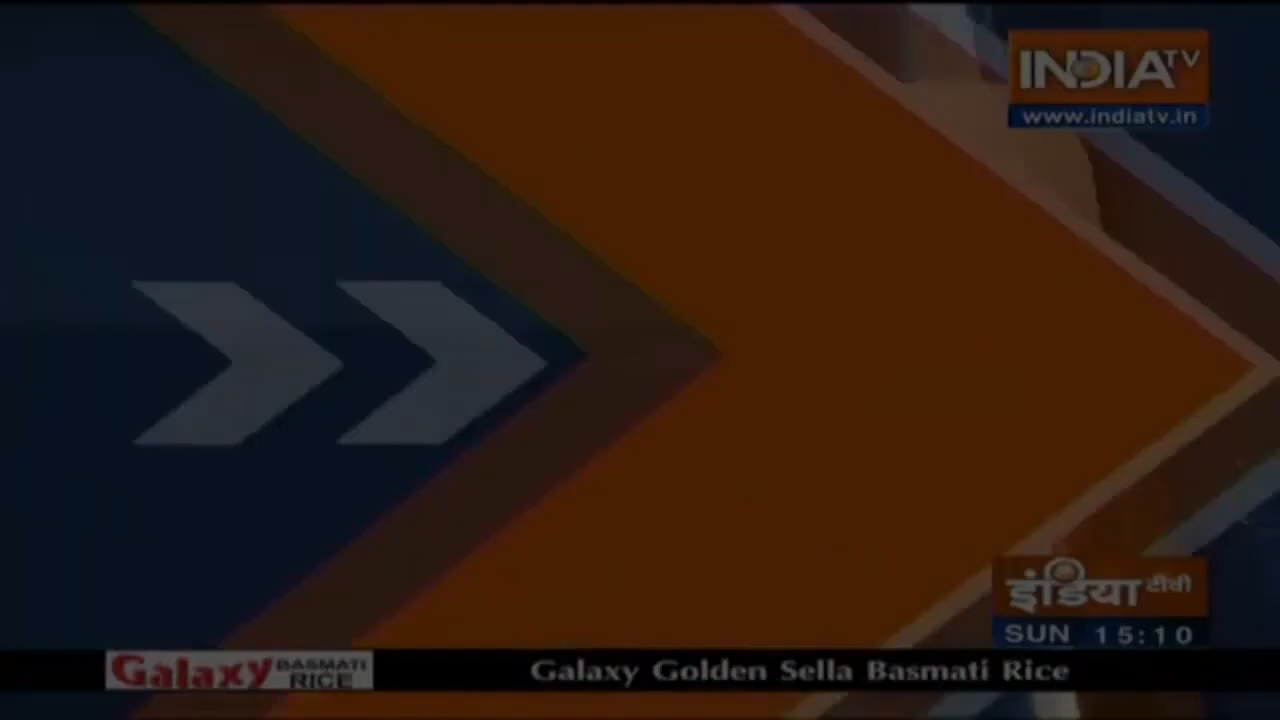 INDIA TV
www.indiatv.in
इंडिया टीवी
SUN 15:10
Galaxy BASMATI RICE
Galaxy Golden Sella Basmati Rice